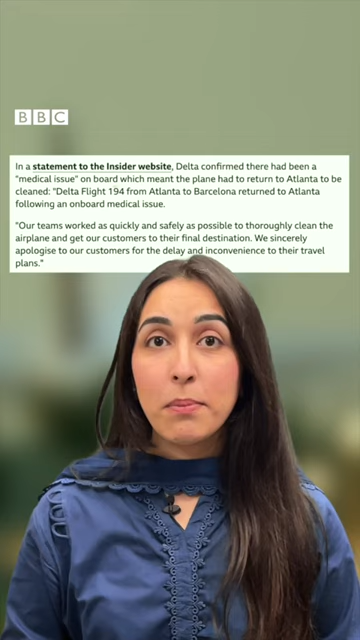 BBC
In a statement to the Insider website, Delta confirmed there had been a
"medical issue" on board which meant the plane had to return to Atlanta to be
cleaned: "Delta Flight 194 from Atlanta to Barcelona returned to Atlanta
following an onboard medical issue.
"Our teams worked as quickly and safely as possible to thoroughly clean the
airplane and get our customers to their final destination. We sincerely
apologise to our customers for the delay and inconvenience to their travel
plans."